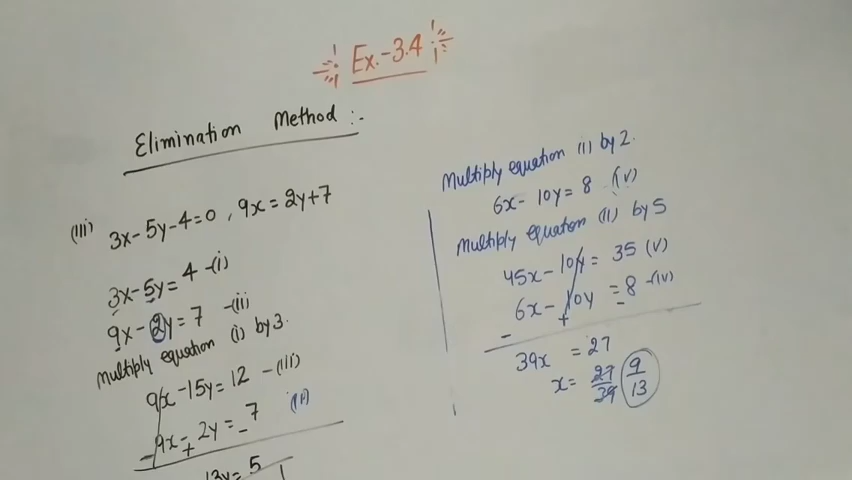 Ex.-3.4
Elimination Method :-
(iii) 3x-5y-4=0, 9x=2y+7
3x-5y=4 -(i)
9x-2y=7 -(ii)
Multiply equation (i) by 3.
9x-15y=12 -(iii)
9x-2y=7 (ii)
- + -
13y=5
Multiply equation (i) by 2.
6x-10y=8 (iv)
Multiply equation (ii) by 5
45x-10y=35 (v)
6x-10y=8 -(iv)
- + -
39x=27
x=27/39 9/13